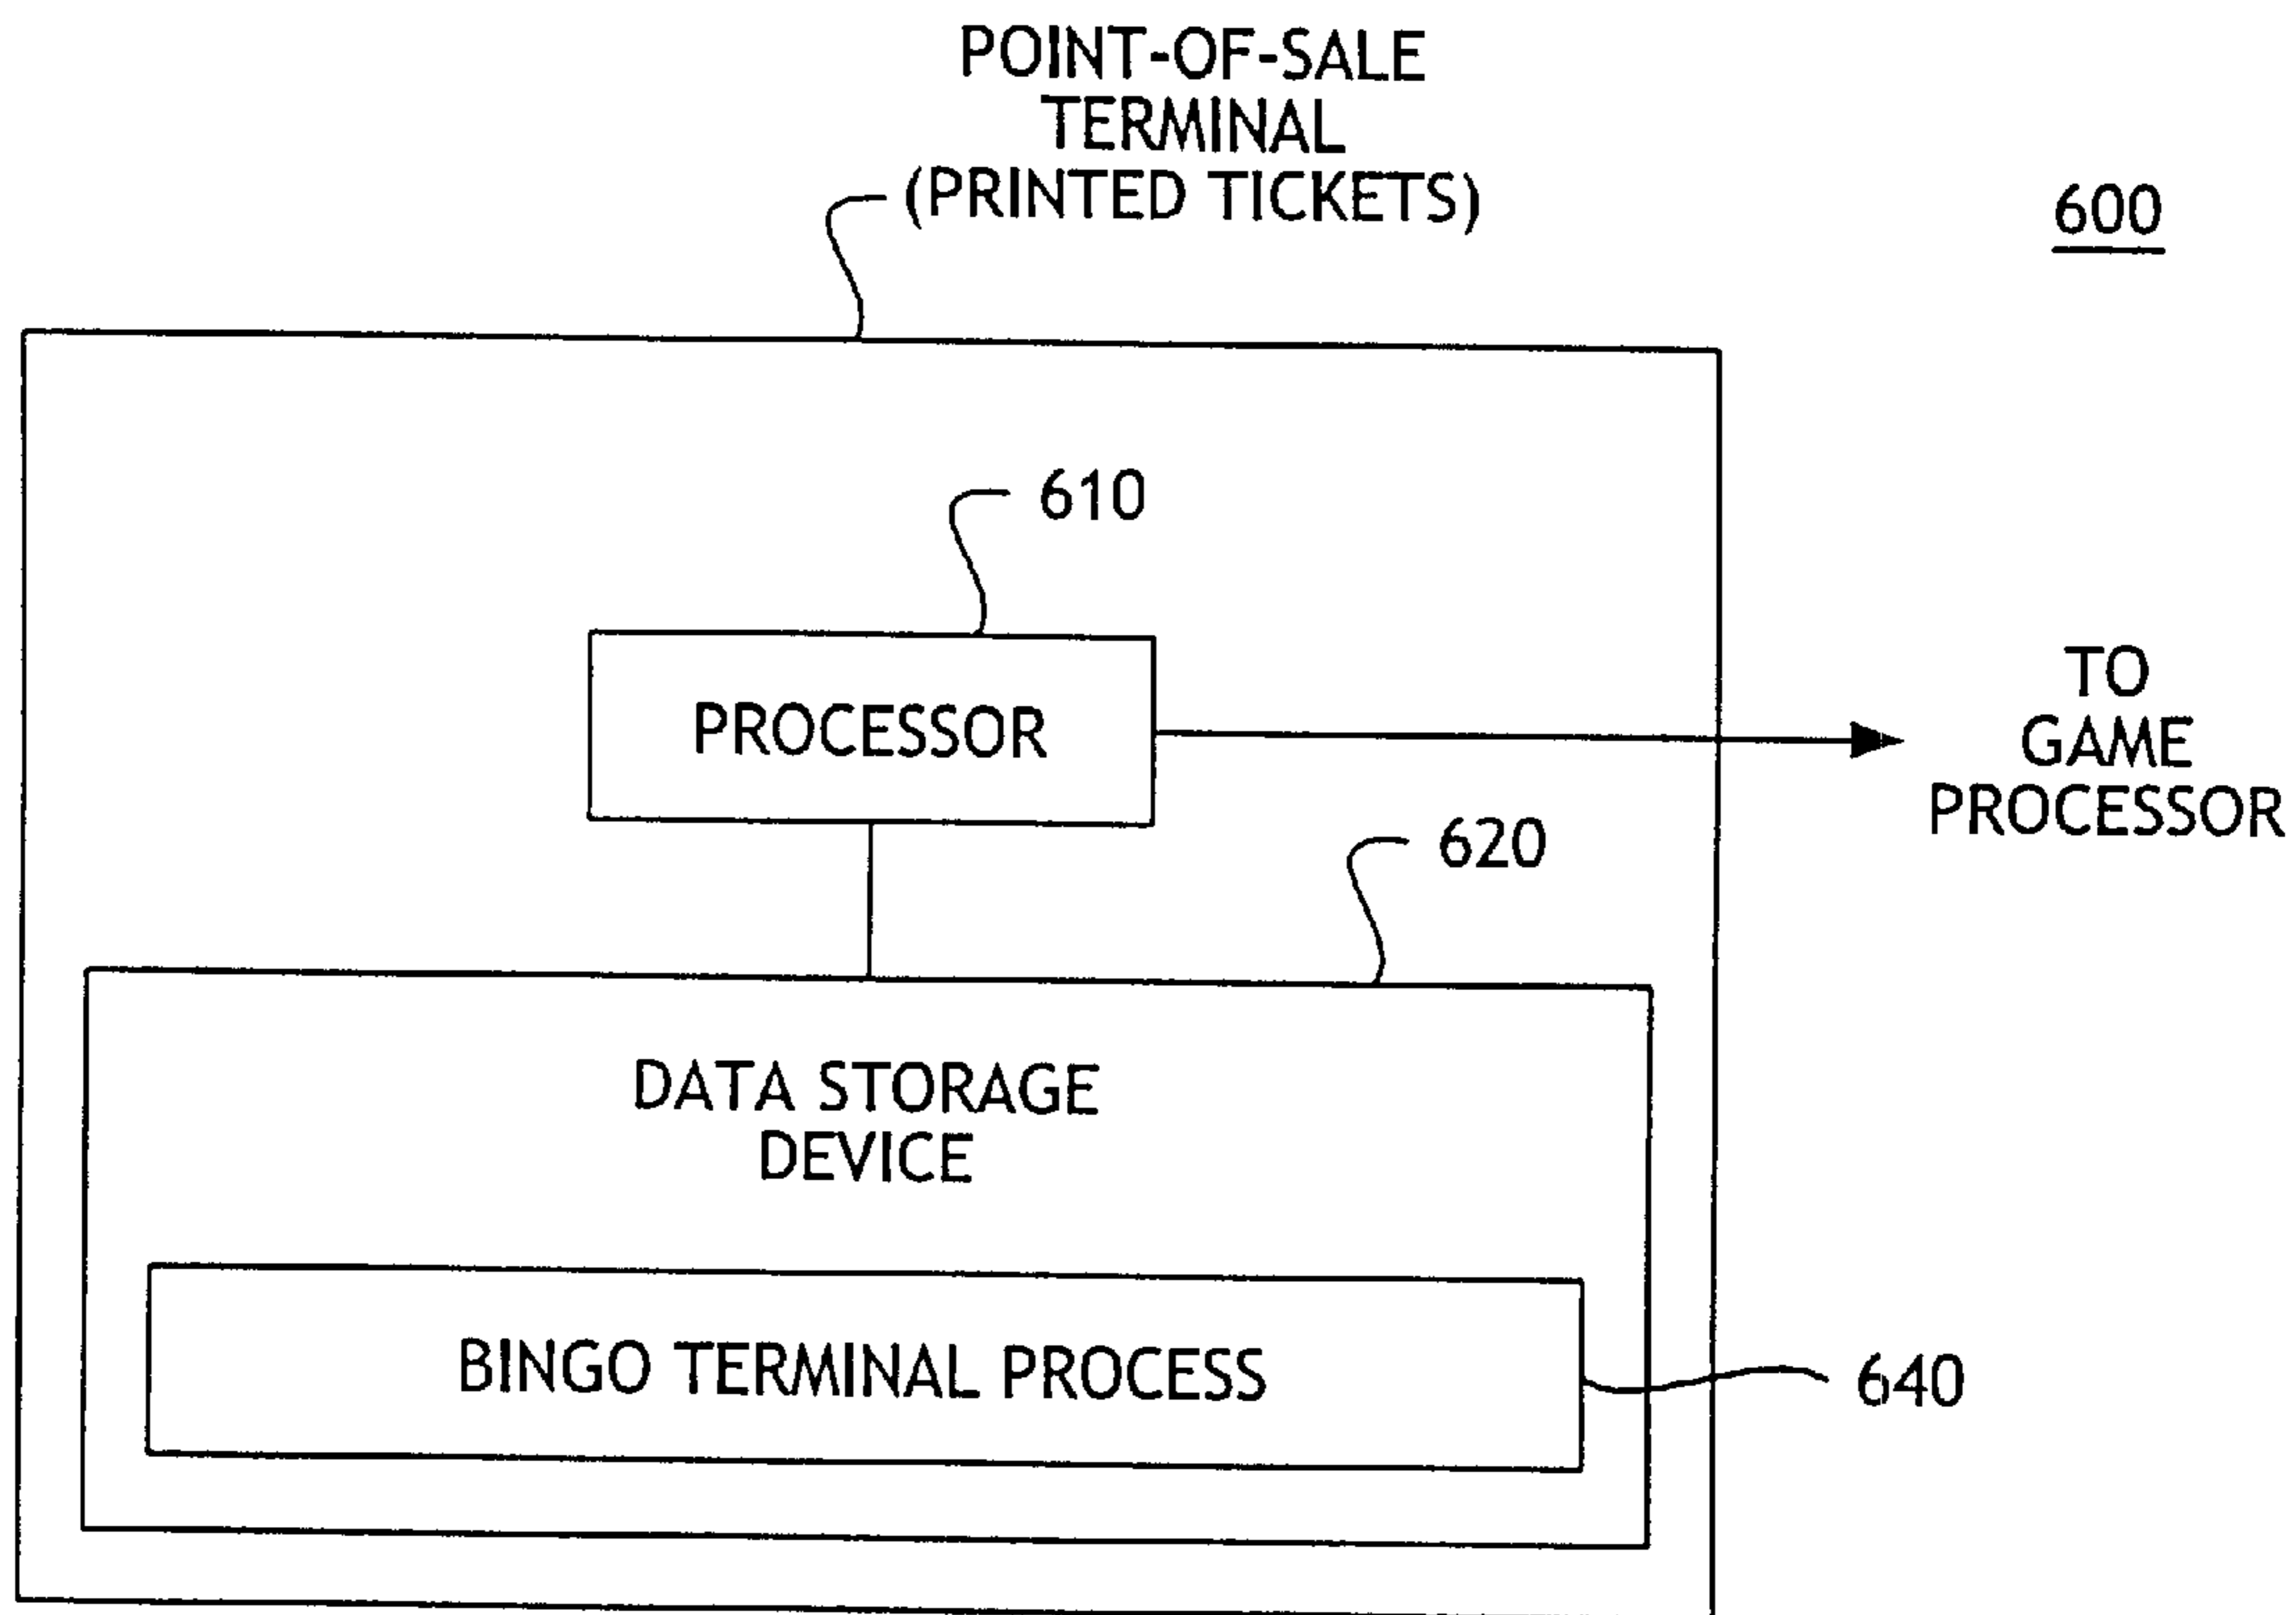 POINT-OF-SALE
TERMINAL
(PRINTED TICKETS)
600
610
PROCESSOR
TO
GAME
PROCESSOR
620
DATA STORAGE
DEVICE
BINGO TERMINAL PROCESS
640